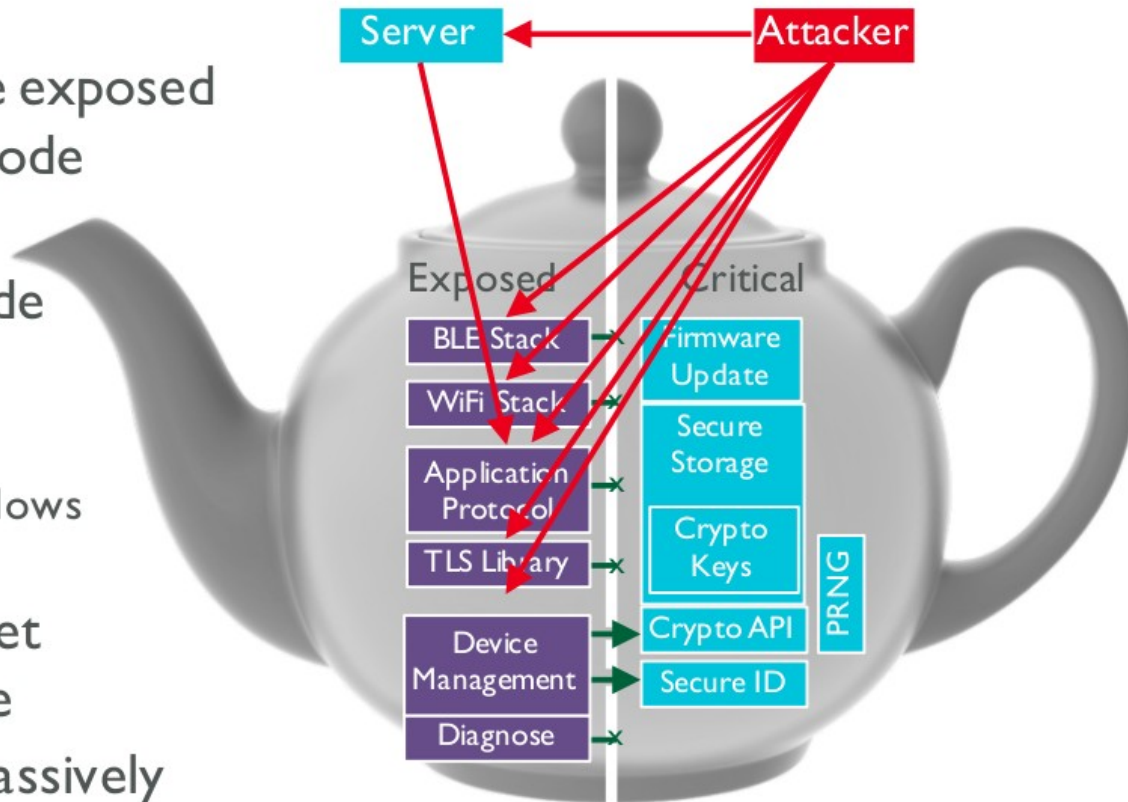 Server
Attacker
e exposed
ode
de
lows
et
e
assively
Exposed
Critical
BLE Stack
WiFi Stack
Application
Protocol
TLS Library
Device
Management
Diagnose
Firmware
Update
Secure
Storage
Crypto
Keys
PRNG
Crypto API
Secure ID